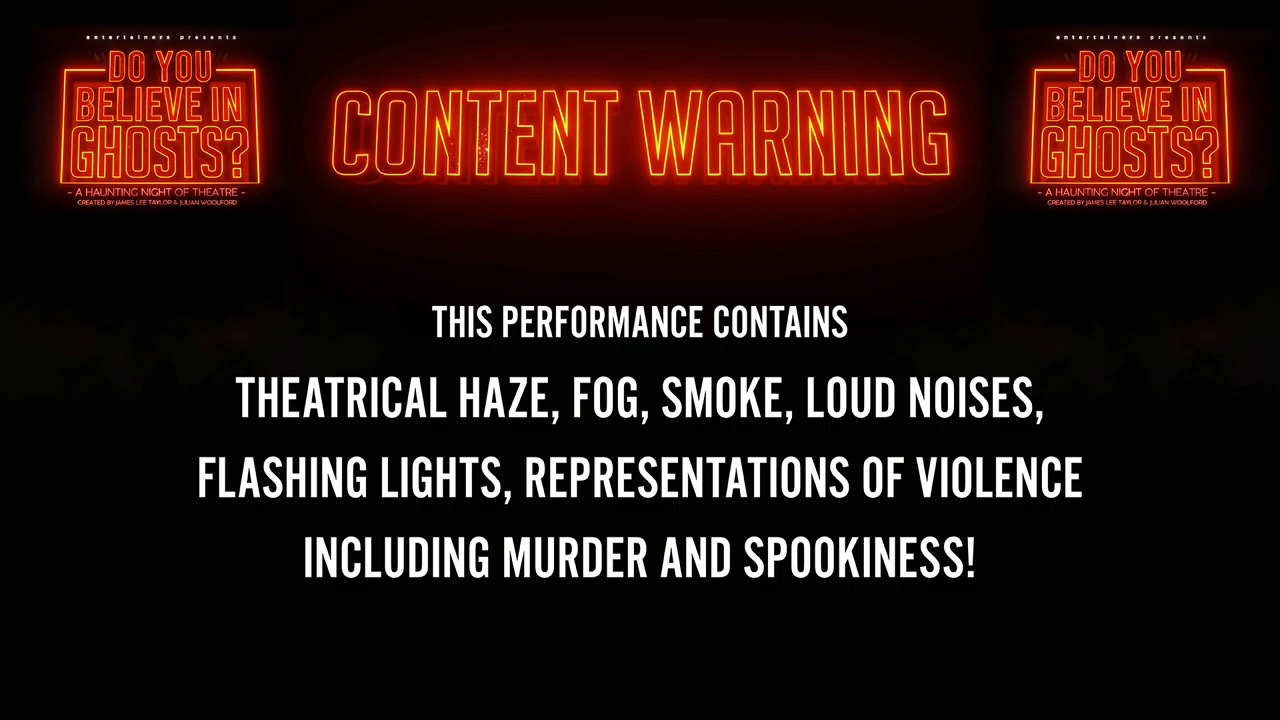 entertainers presents
DO YOU
BELIEVE IN
GHOSTS?
- A HAUNTING NIGHT OF THEATRE -
CREATED BY JAMES LEE TAYLOR & JULIAN WOOLFORD
CONTENT WARNING
entertainers presents
DO YOU
BELIEVE IN
GHOSTS?
- A HAUNTING NIGHT OF THEATRE -
CREATED BY JAMES LEE TAYLOR & JULIAN WOOLFORD
THIS PERFORMANCE CONTAINS
THEATRICAL HAZE, FOG, SMOKE, LOUD NOISES,
FLASHING LIGHTS, REPRESENTATIONS OF VIOLENCE
INCLUDING MURDER AND SPOOKINESS!